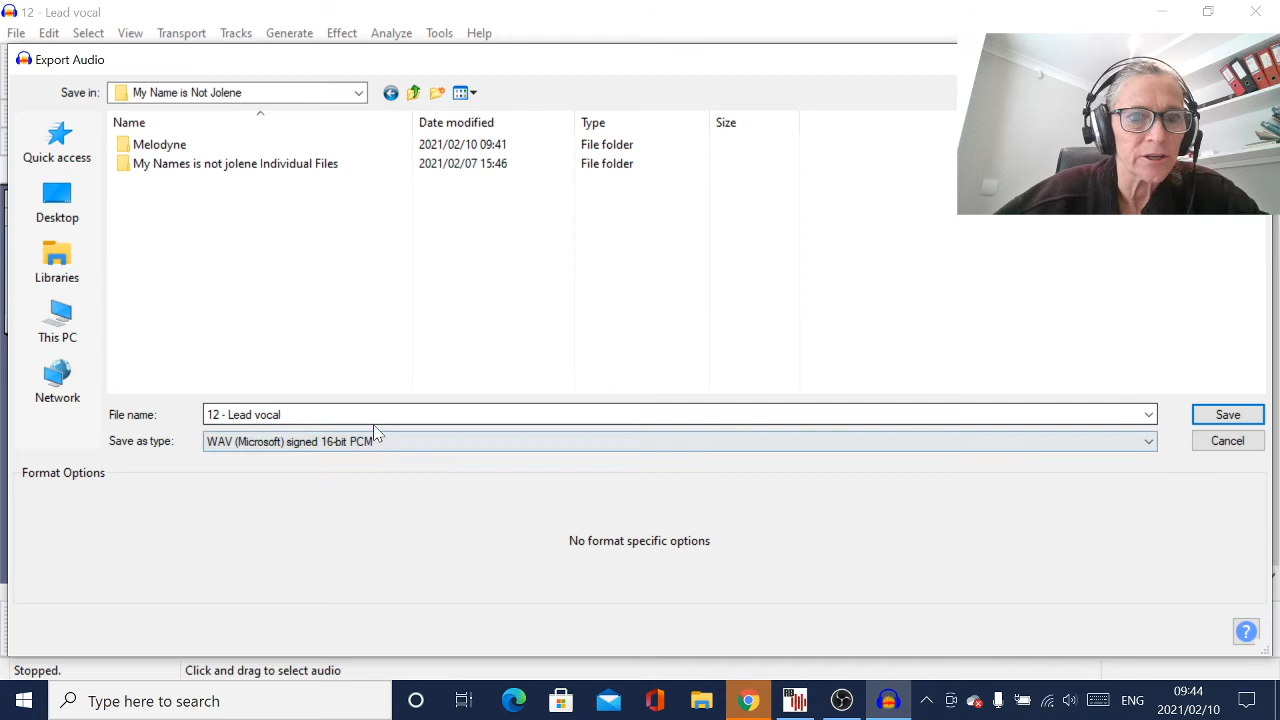 12 - Lead vocal
File Edit Select View Transport Tracks Generate Effect Analyze Tools Help
Export Audio
Save in: My Name is Not Jolene
Name Date modified Type Size
Melodyne 2021/02/10 09:41 File folder
My Names is not jolene Individual Files 2021/02/07 15:46 File folder
Quick access
Desktop
Libraries
This PC
Network
File name: 12 - Lead vocal Save
Save as type: WAV (Microsoft) signed 16-bit PCM Cancel
Format Options
No format specific options
?
Stopped. Click and drag to select audio
Type here to search RB ENG 09:44
2021/02/10